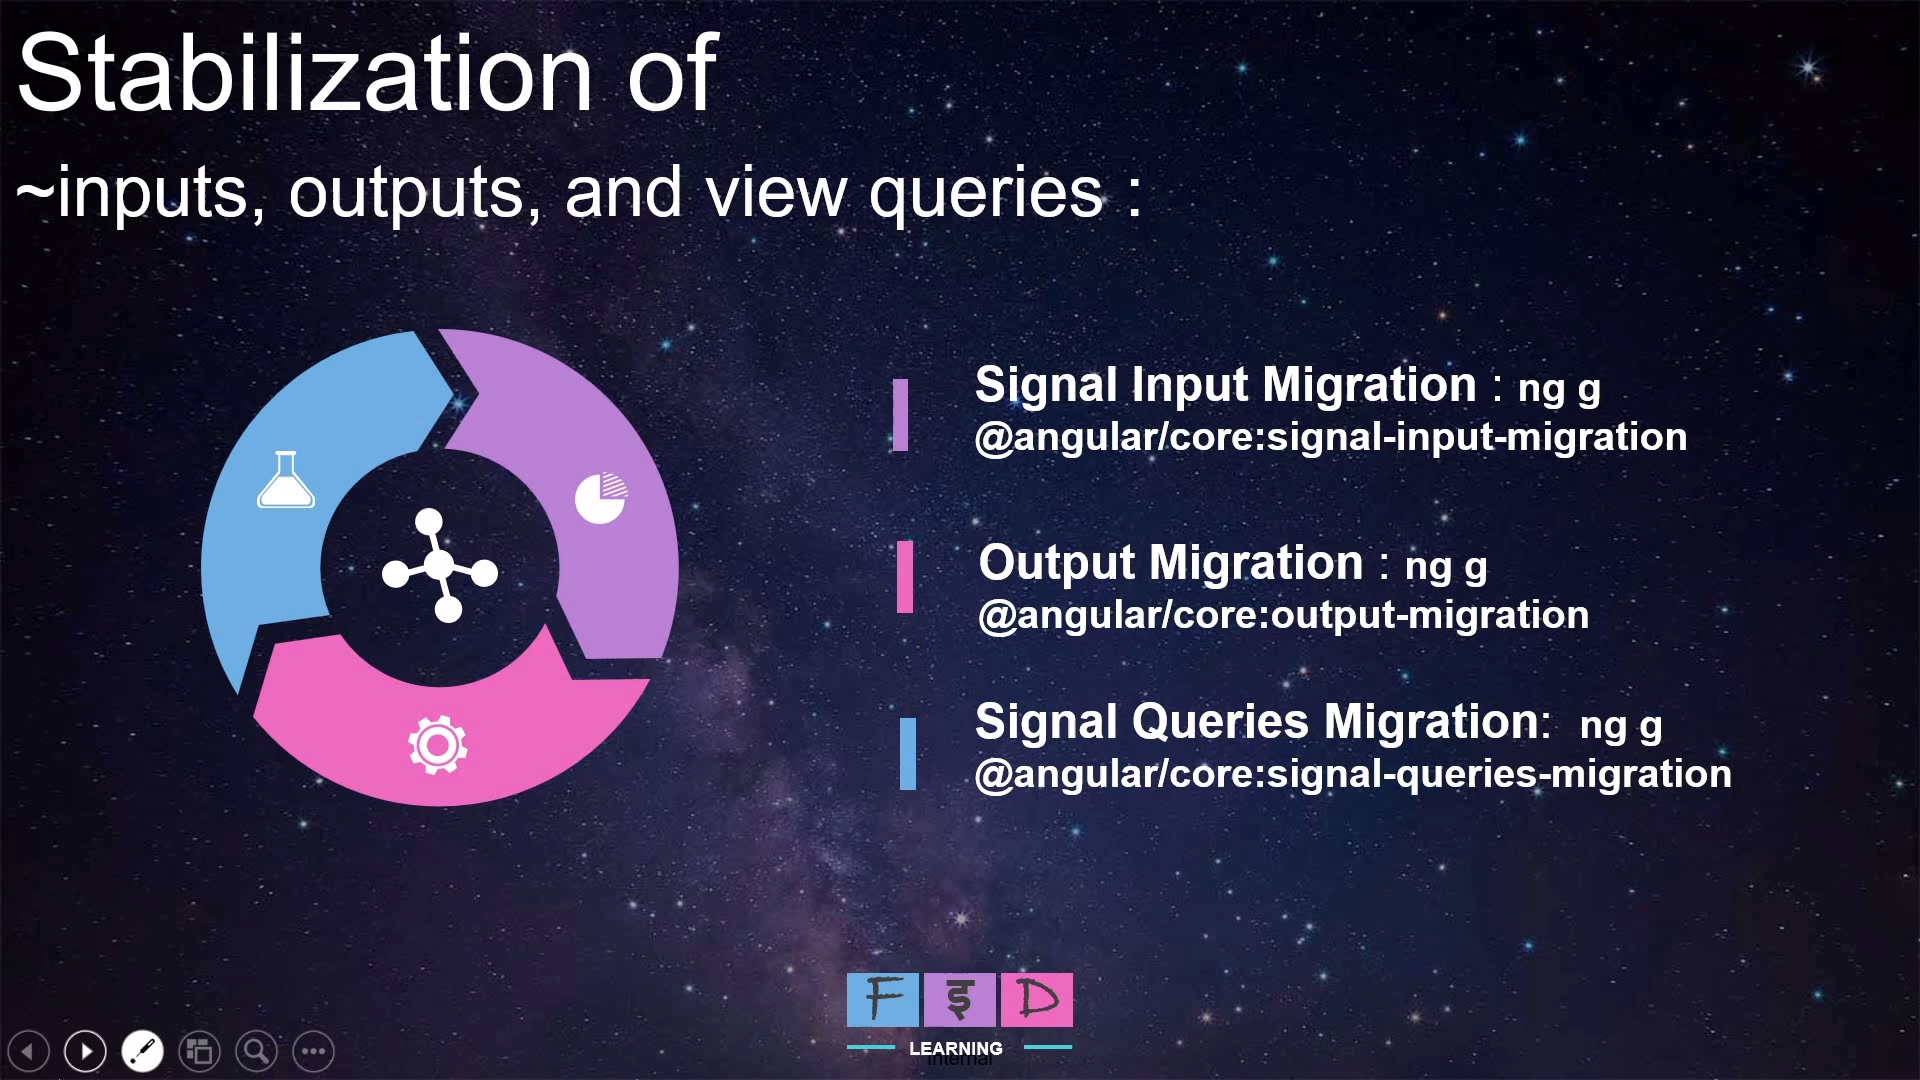 Stabilization of
~inputs, outputs, and view queries :
Signal Input Migration : ng g
@angular/core:signal-input-migration
Output Migration : ng g
@angular/core:output-migration
Signal Queries Migration:  ng g
@angular/core:signal-queries-migration
F इ D
LEARNING
Internal